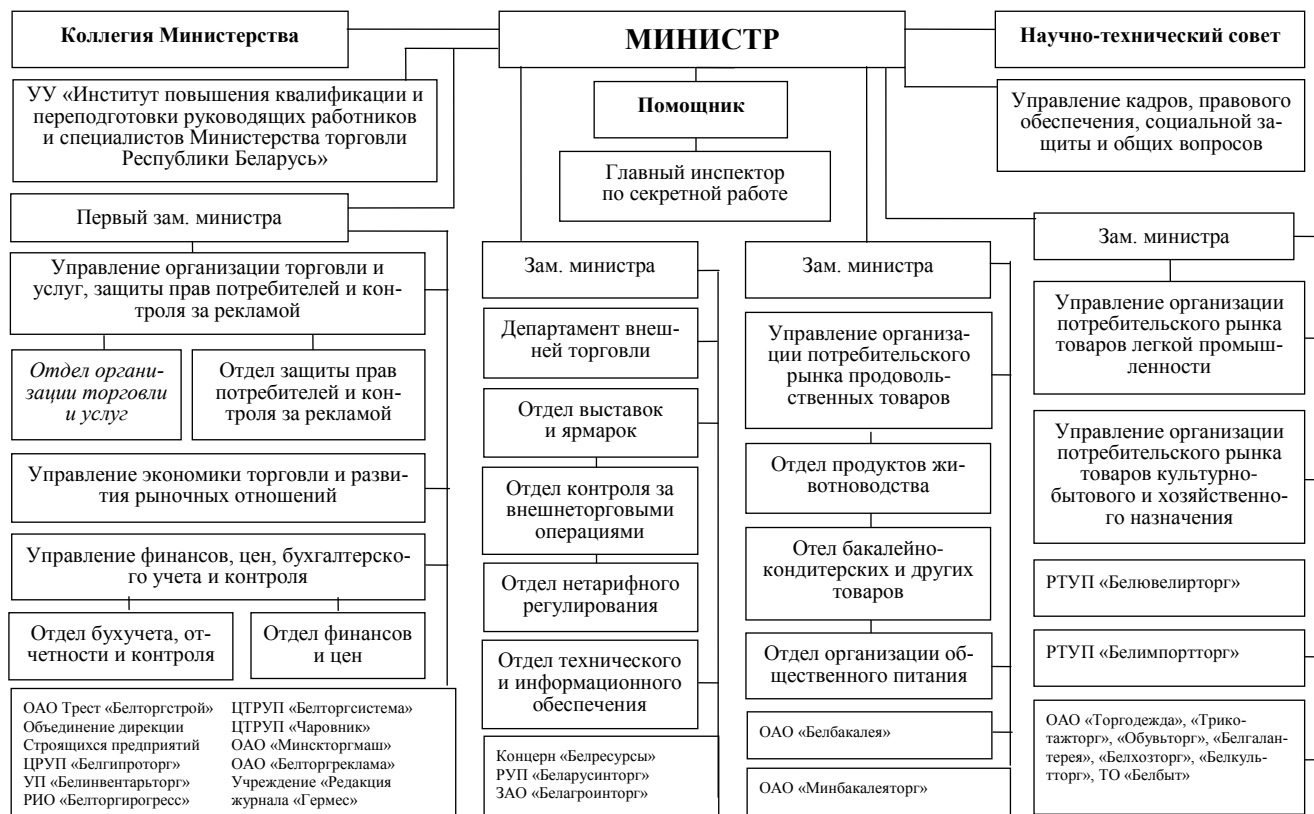 Коллегия Министерства
МИНИСТР
Научно-технический совет
УУ «Институт повышения квалификации и
переподготовки руководящих работников
и специалистов Министерства торговли
Республики Беларусь»
Помощник
Управление кадров, правового
обеспечения, социальной за-
щиты и общих вопросов
Главный инспектор
по секретной работе
Первый зам. министра
Управление организации торговли и
услуг, защиты прав потребителей и кон-
троля за рекламой
Отдел органи-
зации торговли
и услуг
Отдел защиты прав
потребителей и кон-
троля за рекламой
Управление экономики торговли и разви-
тия рыночных отношений
Управление финансов, цен, бухгалтерско-
го учета и контроля
Отдел бухучета, от-
четности и контроля
Отдел финансов
и цен
ОАО Трест «Белторгстрой»
Объединение дирекции
Строящихся предприятий
ЦРУП «Белгипроторг»
УП «Белинвентарьторг»
РИО «Белторгирогресс»
ЦТРУП «Белторгсистема»
ЦТРУП «Чаровник»
ОАО «Минскторгмаш»
ОАО «Белторгреклама»
Учреждение «Редакция
журнала «Гермес»
Зам. министра
Департамент внеш-
ней торговли
Отдел выставок
и ярмарок
Отдел контроля за
внешнеторговыми
операциями
Отдел нетарифного
регулирования
Отдел технического
и информационного
обеспечения
Концерн «Белресурсы»
РУП «Беларусинторг»
ЗАО «Белагроинторг»
Зам. министра
Управление организа-
ции потребительского
рынка продоволь-
ственных товаров
Отдел продуктов жи-
вотноводства
Отел бакалейно-
кондитерских и других
товаров
Отдел организации об-
щественного питания
ОАО «Белбакалея»
ОАО «Минбакалеяторг»
Зам. министра
Управление организации
потребительского рынка
товаров легкой промыш-
ленности
Управление организации
потребительского рынка
товаров культурно-
бытового и хозяйственно-
го назначения
РТУП «Белювелирторг»
РТУП «Белимпортторг»
ОАО «Торгодежда», «Трико-
тажторг», «Обувьторг», «Белгалан-
терея», «Белхозторг», «Белкуль-
тторг», ТО «Белбыт»